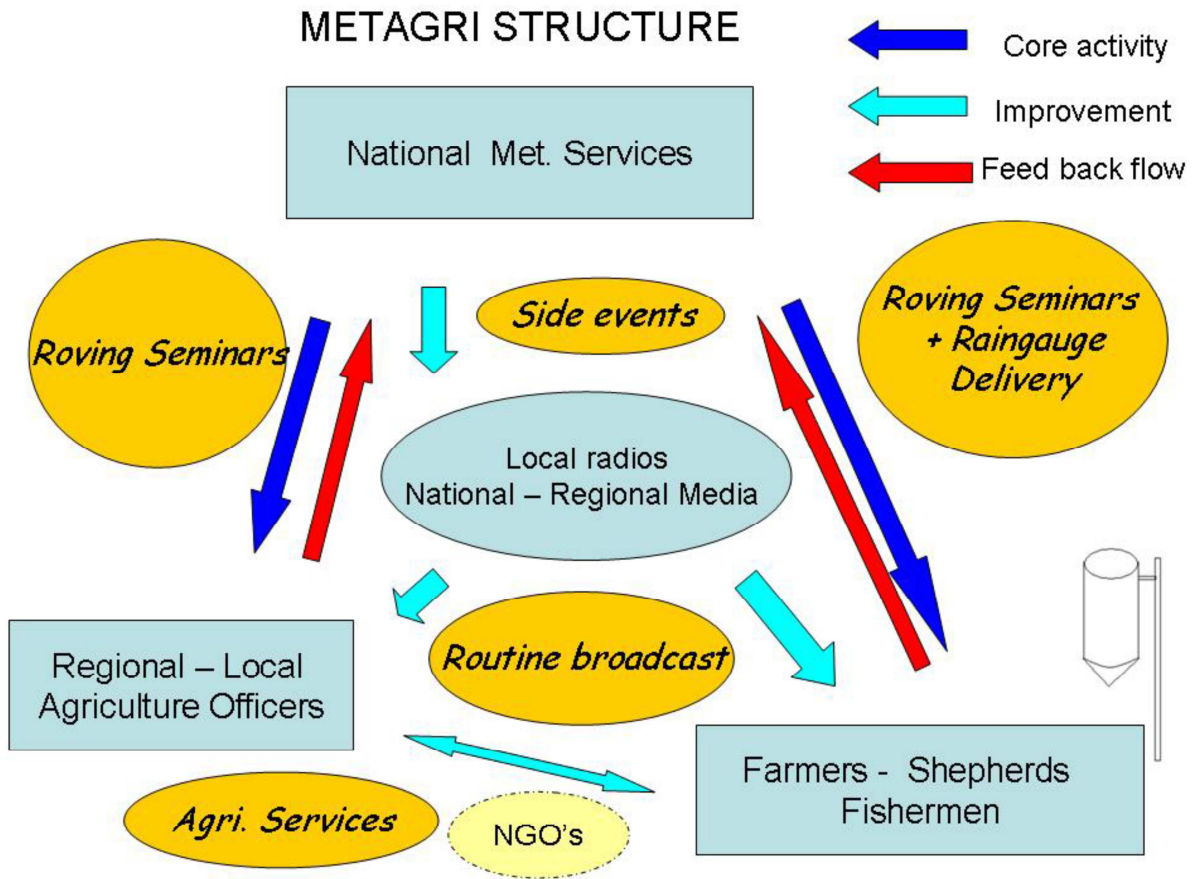 METAGRI STRUCTURE
Core activity
Improvement
Feed back flow
National Met. Services
Roving Seminars
Side events
Roving Seminars
+ Raingauge
Delivery
Local radios
National – Regional Media
Routine broadcast
Regional – Local
Agriculture Officers
Farmers - Shepherds
Fishermen
Agri. Services
NGO's